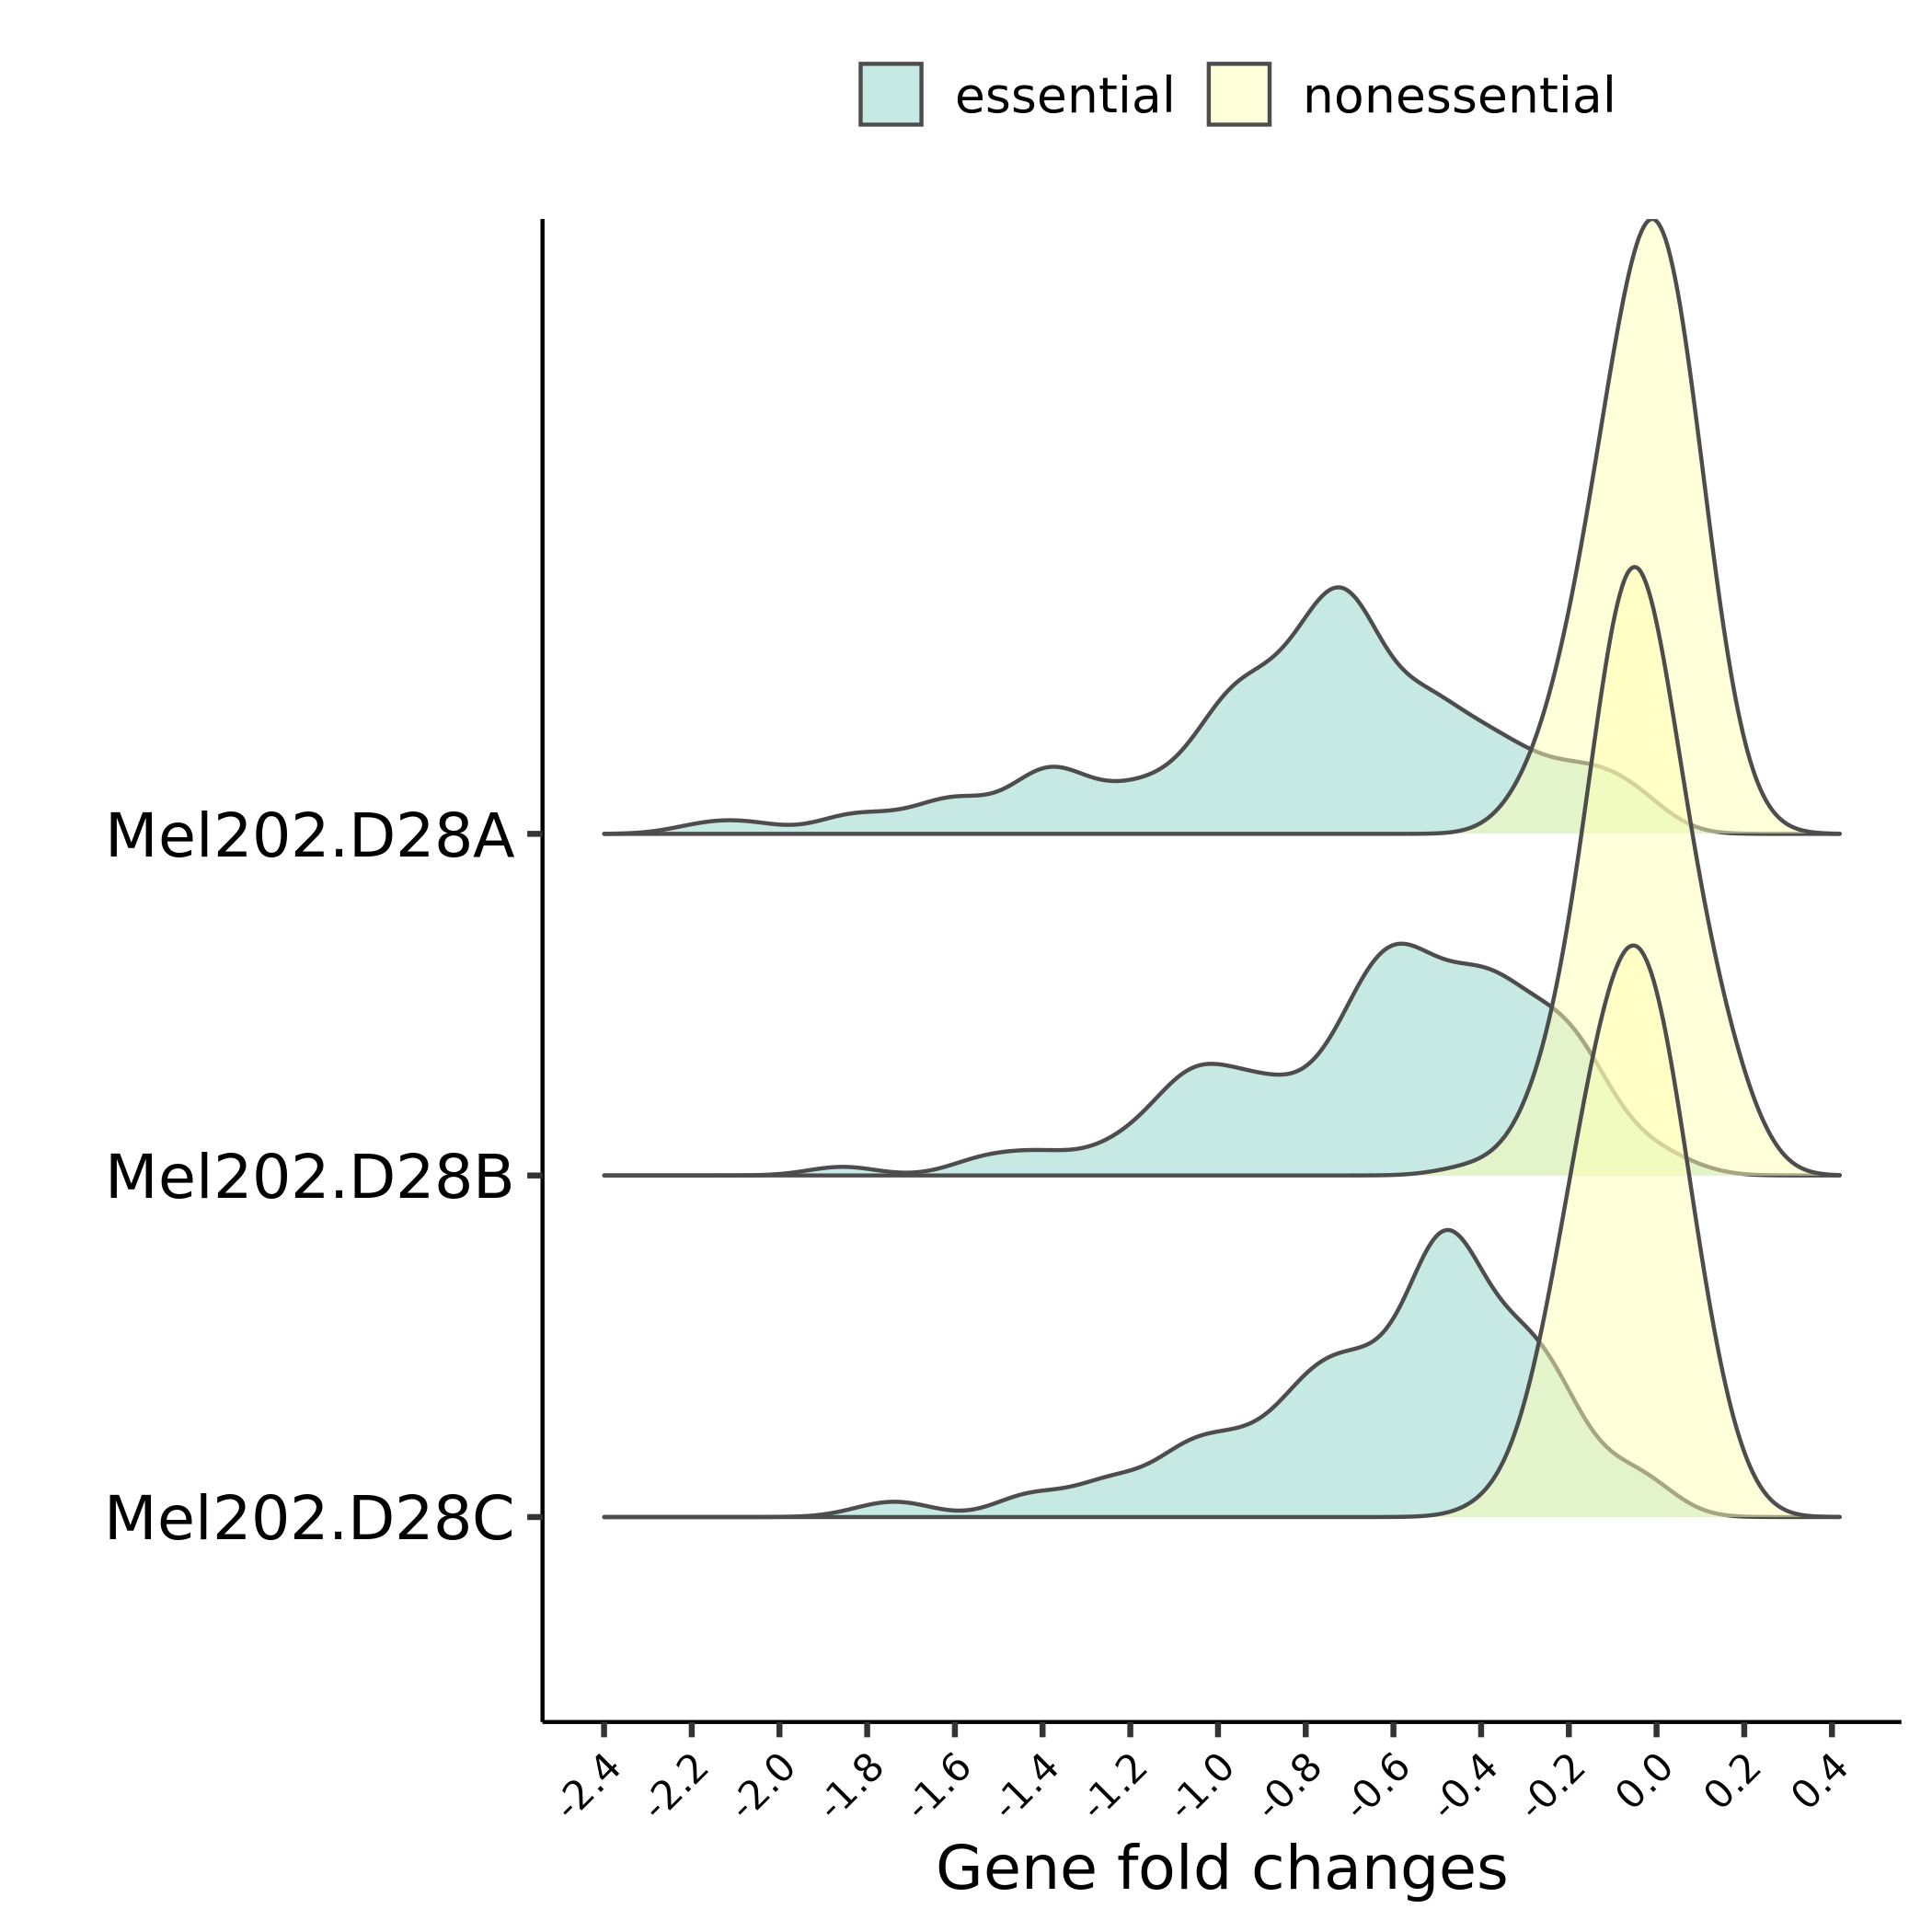 essential nonessential
Mel202.D28A
Mel202.D28B
Mel202.D28C
-2.4 -2.2 -2.0 -1.8 -1.6 -1.4 -1.2 -1.0 -0.8 -0.6 -0.4 -0.2 0.0 0.2 0.4
Gene fold changes